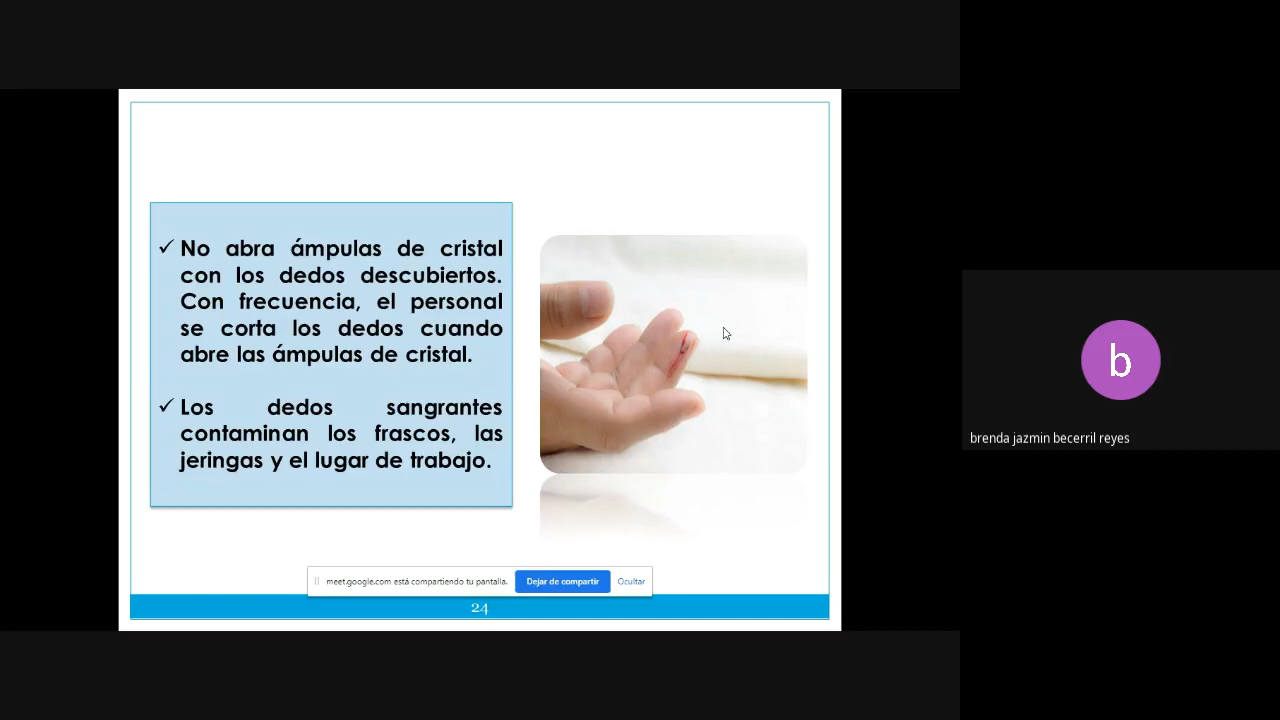 ✓ No abra ámpulas de cristal
con los dedos descubiertos.
Con frecuencia, el personal
se corta los dedos cuando
abre las ámpulas de cristal.
✓ Los dedos sangrantes
contaminan los frascos, las
jeringas y el lugar de trabajo.
meet.google.com está compartiendo tu pantalla. Dejar de compartir Ocultar
24
b
brenda jazmin becerril reyes